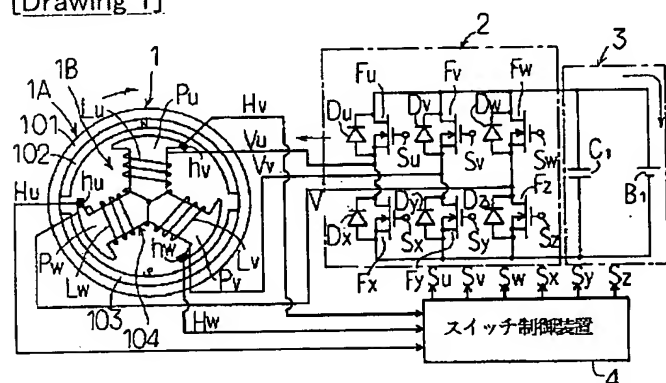 [Drawing 1]
1
2
3
1A
1B
101
102
Lu
Pu
Hv
Vu
Vv
V
hv
Hu
hu
Pw
Lw
hw
Lv
Pv
103
104
Hw
Fu
Fv
Fw
Du
Dv
Dw
Su
Sv
Sw
Fz
Dx
Dy
Dz
Sx
Sy
Sz
Fx
Fy
C1
B1
Su Sv Sw Sx Sy Sz
スイッチ制御装置
4